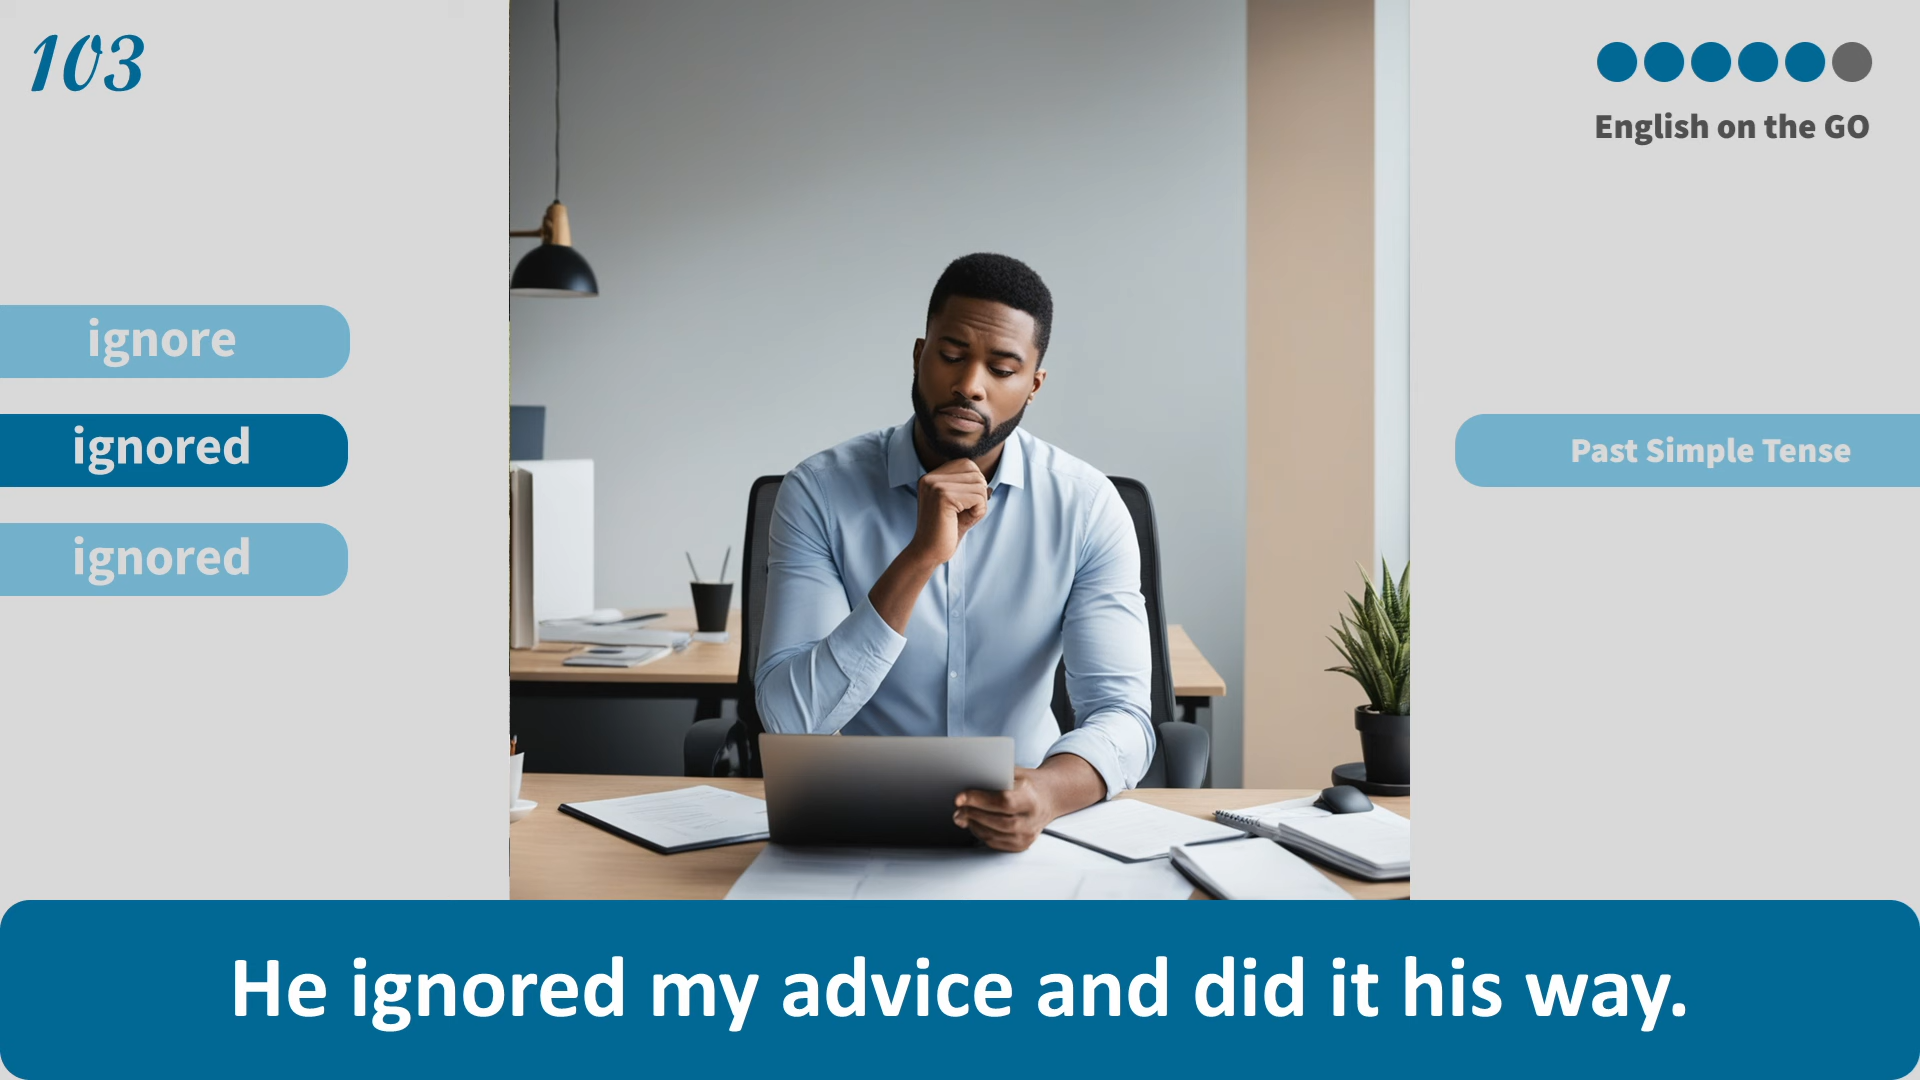 103
English on the GO
ignore
ignored
Past Simple Tense
ignored
He ignored my advice and did it his way.